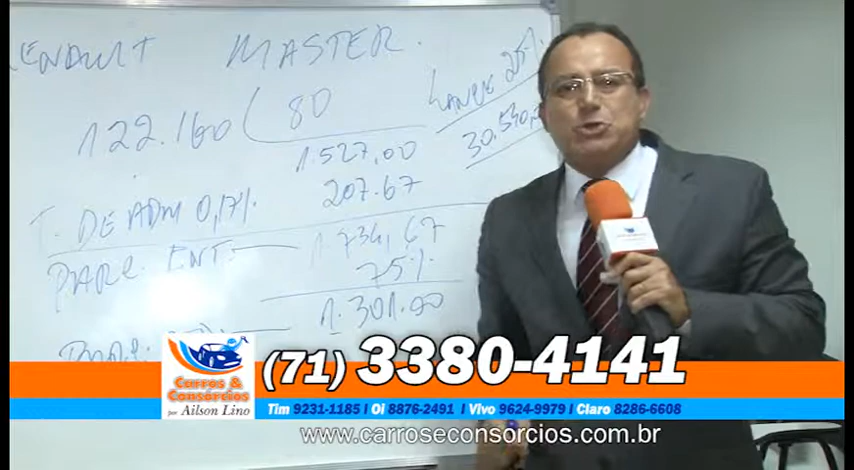 RENAULT MASTER.
LANCE 25%
122.160 80
30.540,
1.527,00
T. DE ADM 0,17%. 207.67
PARC. ENT. 1.734,67
75%
1.301.00
(71) 3380-4141
Carros &
Consórcios
por Ailson Lino
Tim 9231-1185 | Oi 8876-2491 | Vivo 9624-9979 | Claro 8286-6608
www.carroseconsorcios.com.br